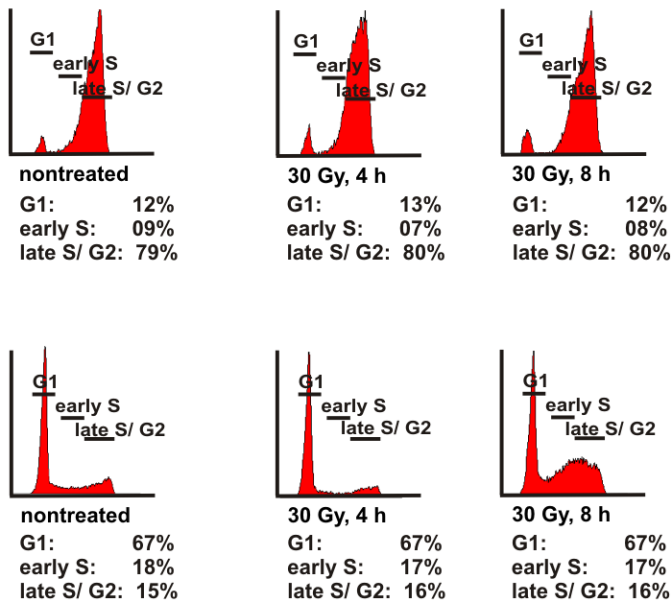 G1
early S
late S/ G2
nontreated
G1: 12%
early S: 09%
late S/ G2: 79%
G1
early S
late S/ G2
30 Gy, 4 h
G1: 13%
early S: 07%
late S/ G2: 80%
G1
early S
late S/ G2
30 Gy, 8 h
G1: 12%
early S: 08%
late S/ G2: 80%
G1
early S
late S/ G2
nontreated
G1: 67%
early S: 18%
late S/ G2: 15%
G1
early S
late S/ G2
30 Gy, 4 h
G1: 67%
early S: 17%
late S/ G2: 16%
G1
early S
late S/ G2
30 Gy, 8 h
G1: 67%
early S: 17%
late S/ G2: 16%